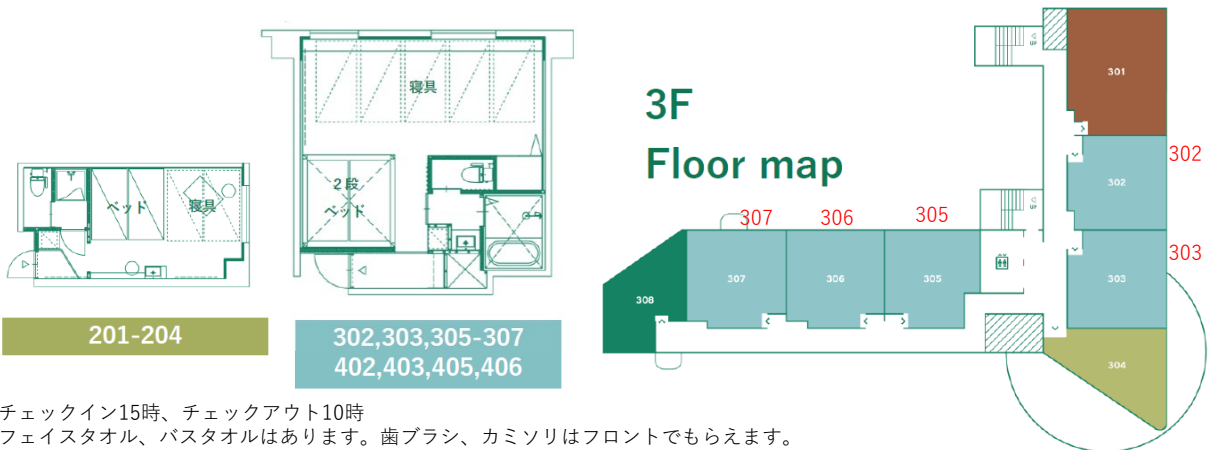 ベッド
寝具
201-204
寝具
2段
ベッド
302,303,305-307
402,403,405,406
3F
Floor map
301
302
302
303
303
304
305
305
306
306
307
307
308
UP
チェックイン15時、チェックアウト10時
フェイスタオル、バスタオルはあります。歯ブラシ、カミソリはフロントでもらえます。